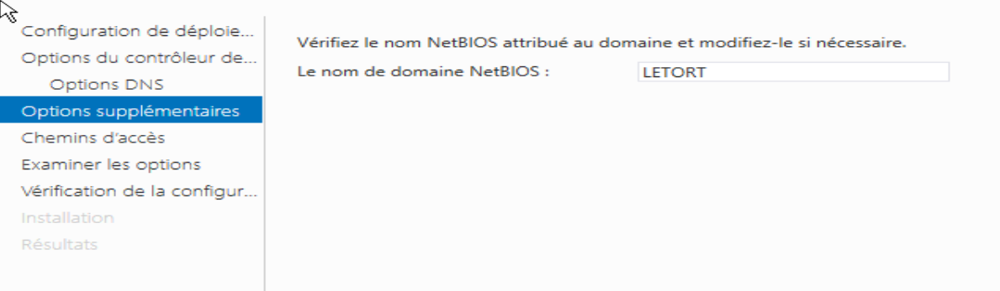 Configuration de déploie...
Options du contrôleur de...
Options DNS
Options supplémentaires
Chemins d'accès
Examiner les options
Vérification de la configur...
Installation
Résultats
Vérifiez le nom NetBIOS attribué au domaine et modifiez-le si nécessaire.
Le nom de domaine NetBIOS : LETORT